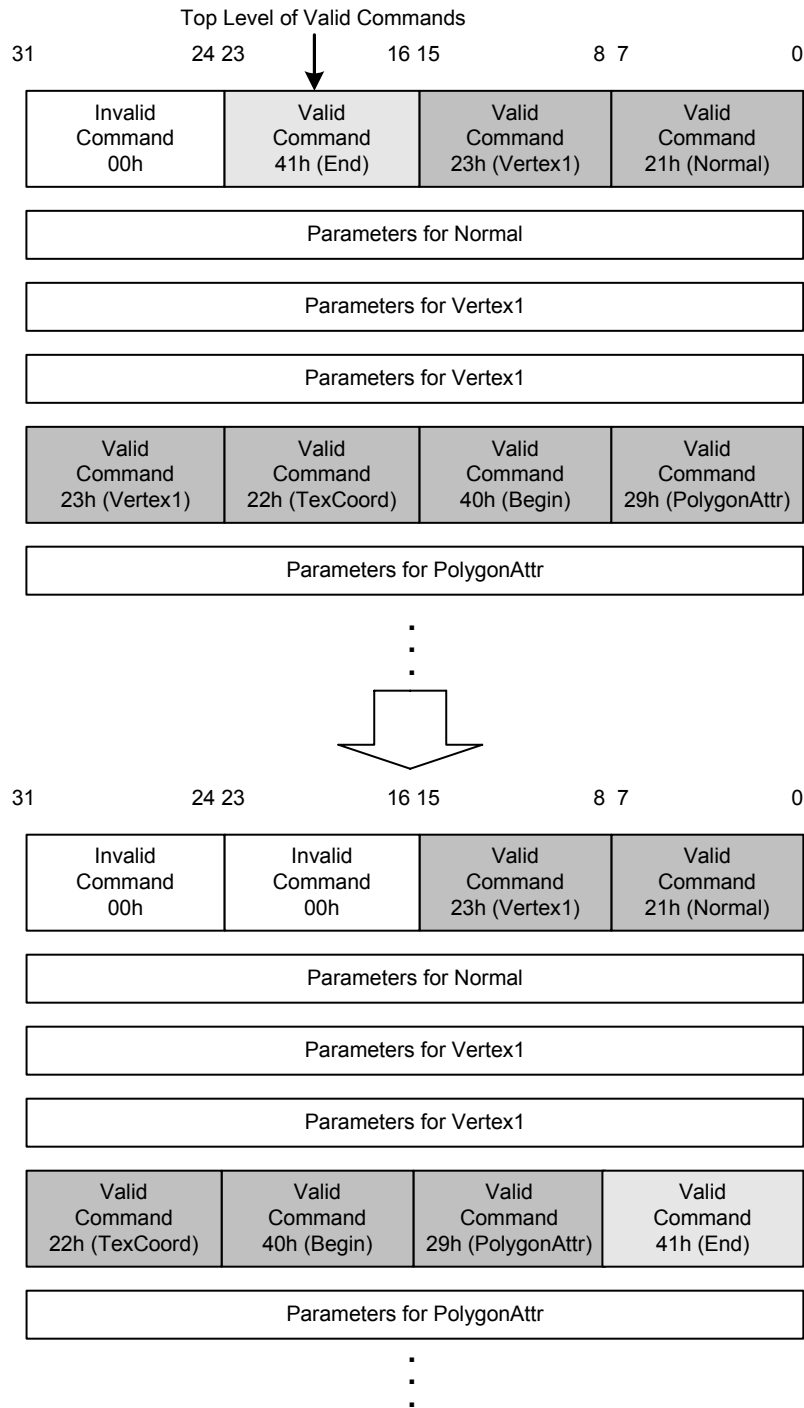 Top Level of Valid Commands
31 24 23 16 15 8 7 0
Invalid Valid Valid Valid
Command Command Command Command
00h 41h (End) 23h (Vertex1) 21h (Normal)
Parameters for Normal
Parameters for Vertex1
Parameters for Vertex1
Valid Valid Valid Valid
Command Command Command Command
23h (Vertex1) 22h (TexCoord) 40h (Begin) 29h (PolygonAttr)
Parameters for PolygonAttr
31 24 23 16 15 8 7 0
Invalid Invalid Valid Valid
Command Command Command Command
00h 00h 23h (Vertex1) 21h (Normal)
Parameters for Normal
Parameters for Vertex1
Parameters for Vertex1
Valid Valid Valid Valid
Command Command Command Command
22h (TexCoord) 40h (Begin) 29h (PolygonAttr) 41h (End)
Parameters for PolygonAttr